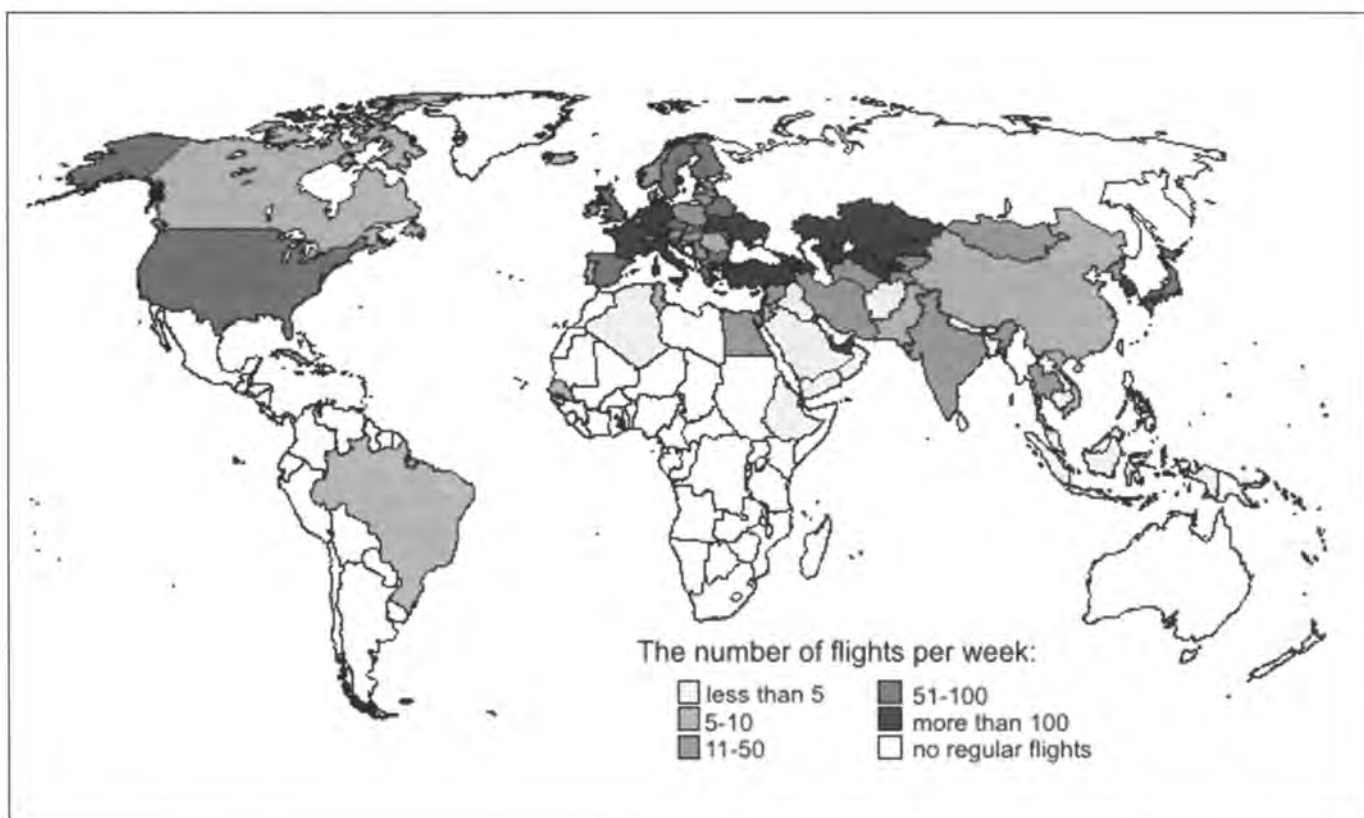 The number of flights per week:
less than 5
5-10
11-50
51-100
more than 100
no regular flights